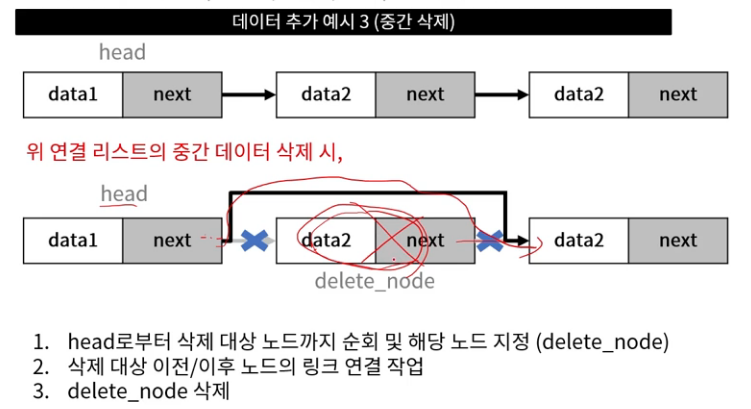 데이터 추가 예시 3 (중간 삭제)
head
data1 next data2 next data2 next
위 연결 리스트의 중간 데이터 삭제 시,
head
data1 next data2 next data2 next
delete_node
1. head로부터 삭제 대상 노드까지 순회 및 해당 노드 지정 (delete_node)
2. 삭제 대상 이전/이후 노드의 링크 연결 작업
3. delete_node 삭제